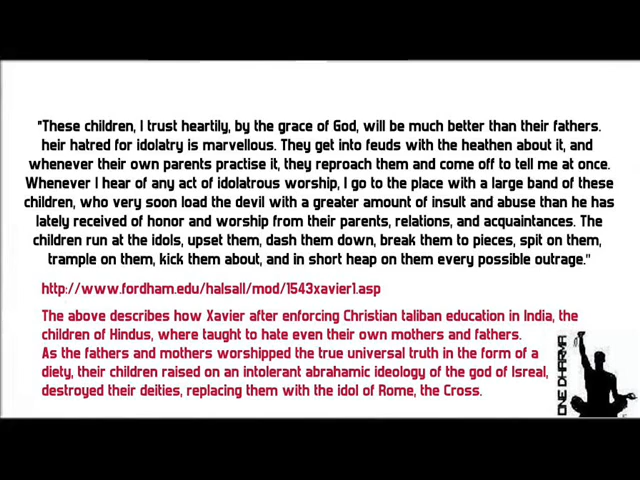 "These children, I trust heartily, by the grace of God, will be much better than their fathers.
heir hatred for idolatry is marvellous. They get into feuds with the heathen about it, and
whenever their own parents practise it, they reproach them and come off to tell me at once.
Whenever I hear of any act of idolatrous worship, I go to the place with a large band of these
children, who very soon load the devil with a greater amount of insult and abuse than he has
lately received of honor and worship from their parents, relations, and acquaintances. The
children run at the idols, upset them, dash them down, break them to pieces, spit on them,
trample on them, kick them about, and in short heap on them every possible outrage."
http://www.fordham.edu/halsall/mod/1543xavier1.asp
The above describes how Xavier after enforcing Christian taliban education in India, the
children of Hindus, where taught to hate even their own mothers and fathers.
As the fathers and mothers worshipped the true universal truth in the form of a
diety, their children raised on an intolerant abrahamic ideology of the god of Isreal,
destroyed their deities, replacing them with the idol of Rome, the Cross.
ONE DHARMA